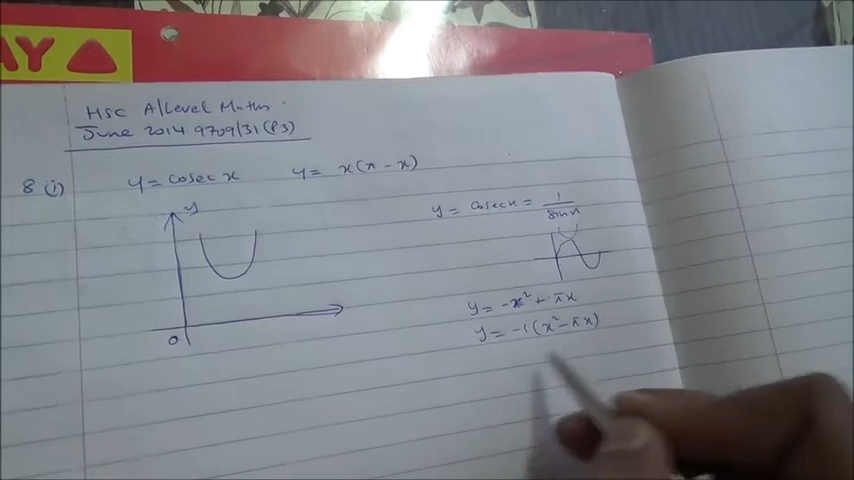 AY
HSC A/Level Maths
June 2014 9709/31 (P3)
8 (i) y = cosec x y = x(π - x)
y
y = cosec x = 1/sin x
y = -x² + πx
y = -1(x² - πx)
0